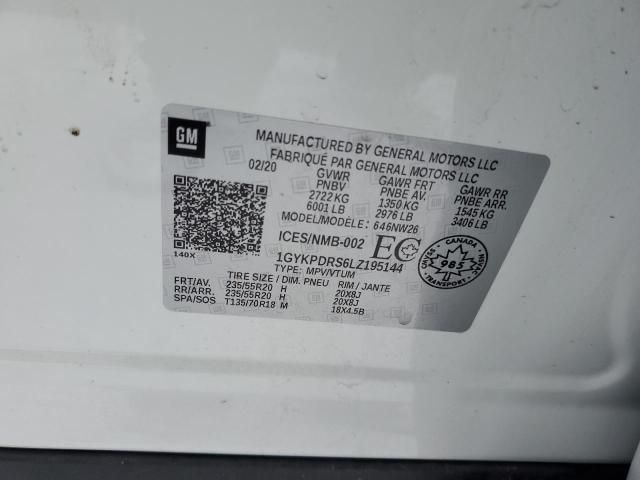 GM
MANUFACTURED BY GENERAL MOTORS LLC
FABRIQUÉ PAR GENERAL MOTORS LLC
02/20 GVWR GAWR FRT GAWR RR
PNBV PNBE AV. PNBE ARR.
2722 KG 1350 KG 1545 KG
6001 LB 2976 LB 3406 LB
MODEL/MODÈLE: 646NW26
ICES/NMB-002 EC
140X
1GYKPDRS6LZ195144
TYPE: MPV/VTUM
CANADA
985
TRANSPORT
TIRE SIZE / DIM. PNEU RIM / JANTE
FRT/AV. 235/55R20 H 20X8J
RR/ARR. 235/55R20 H 20X8J
SPA/SOS T135/70R18 M 18X4.5B